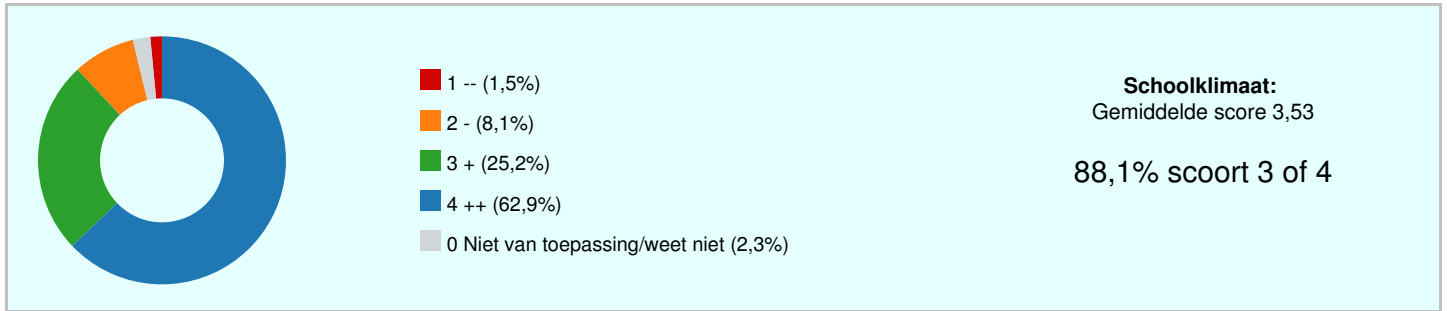 1 -- (1,5%)
2 - (8,1%)
3 + (25,2%)
4 ++ (62,9%)
0 Niet van toepassing/weet niet (2,3%)
Schoolklimaat:
Gemiddelde score 3,53
88,1% scoort 3 of 4